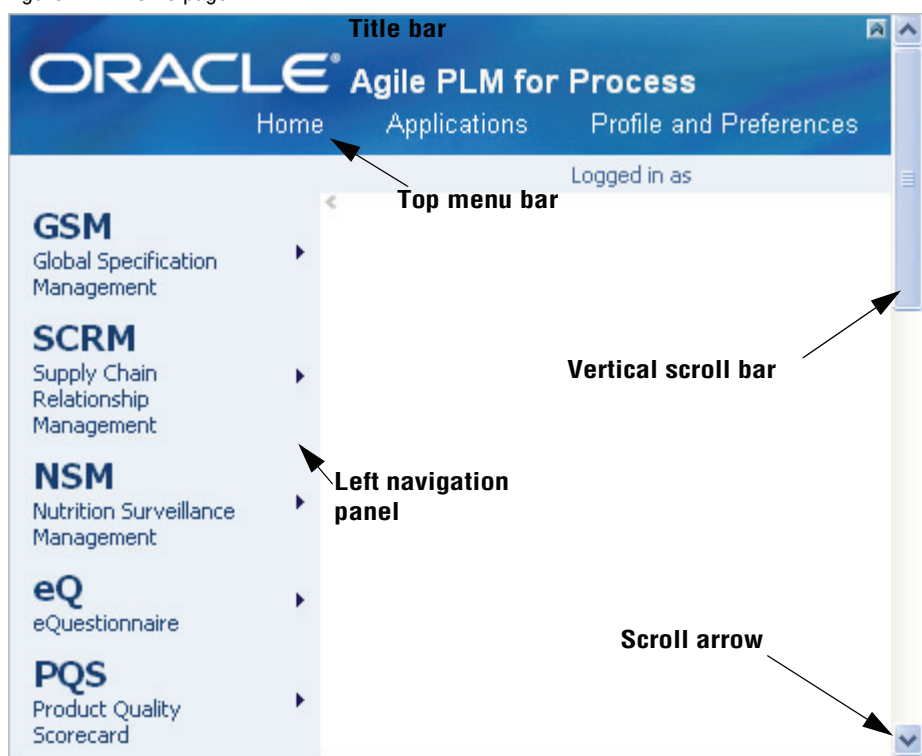 Title bar
ORACLE® Agile PLM for Process
Home Applications Profile and Preferences
Logged in as
Top menu bar
GSM
Global Specification
Management
SCRM
Supply Chain
Relationship
Management
Vertical scroll bar
NSM
Nutrition Surveillance
Management
Left navigation
panel
eQ
eQuestionnaire
Scroll arrow
PQS
Product Quality
Scorecard